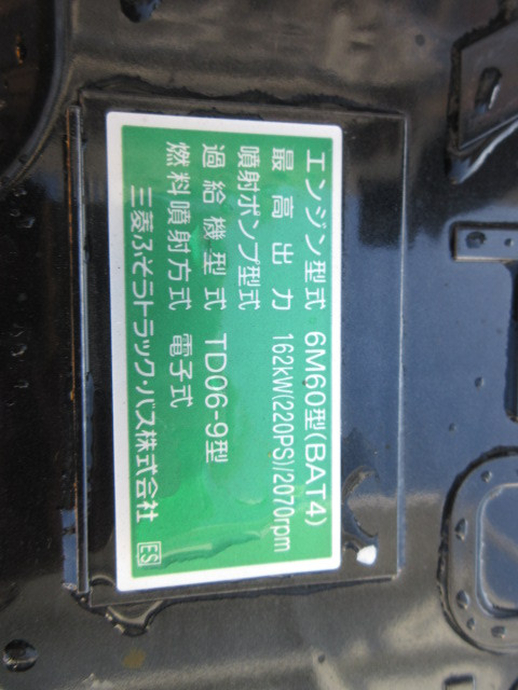 エンジン型式 6M60型(BAT4)
最高出力 162kW(220PS)/2070rpm
噴射ポンプ型式
過給機型式 TD06-9型
燃料噴射方式 電子式
三菱ふそうトラック・バス株式会社 ES